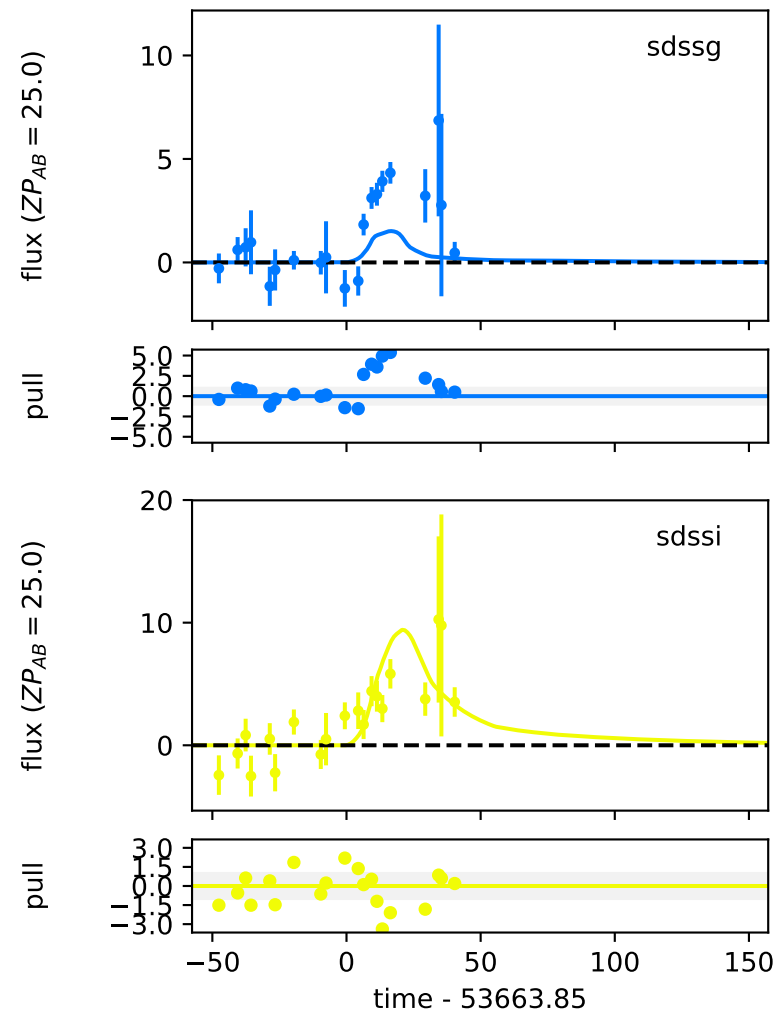 sdssg
10
5
0
flux (ZP_AB = 25.0)
5.0
2.5
0.0
−2.5
−5.0
pull
sdssi
20
10
0
flux (ZP_AB = 25.0)
3.0
1.5
0.0
−1.5
−3.0
pull
−50 0 50 100 150
time - 53663.85